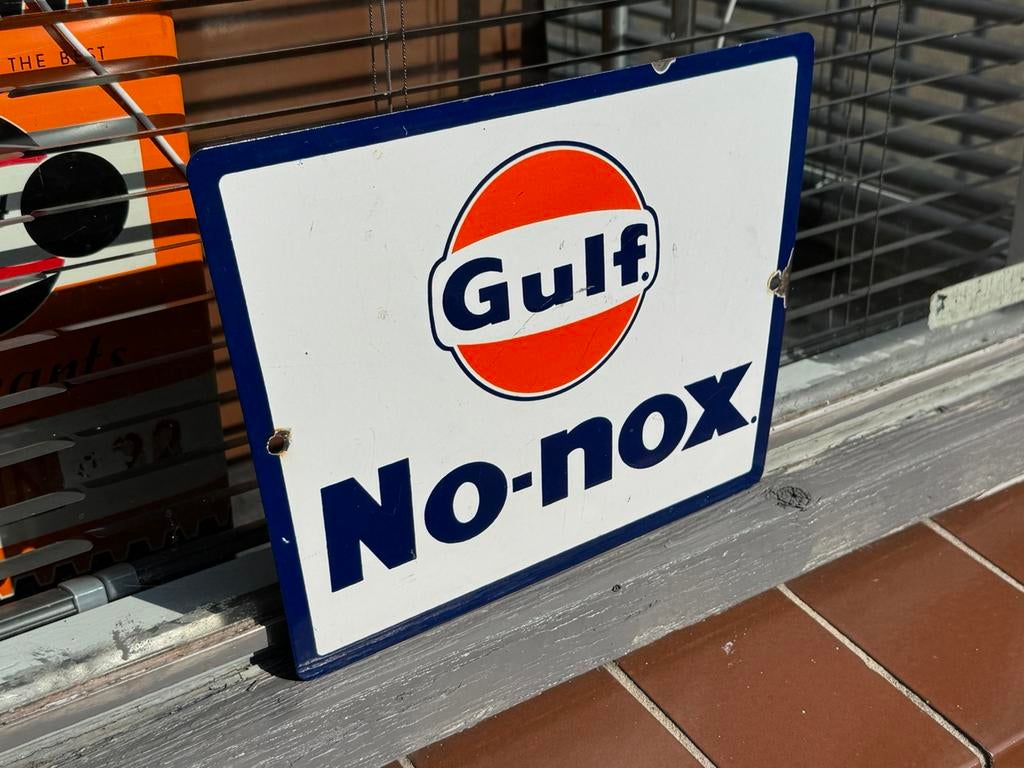 THE BEST
Gulf.
No-nox.